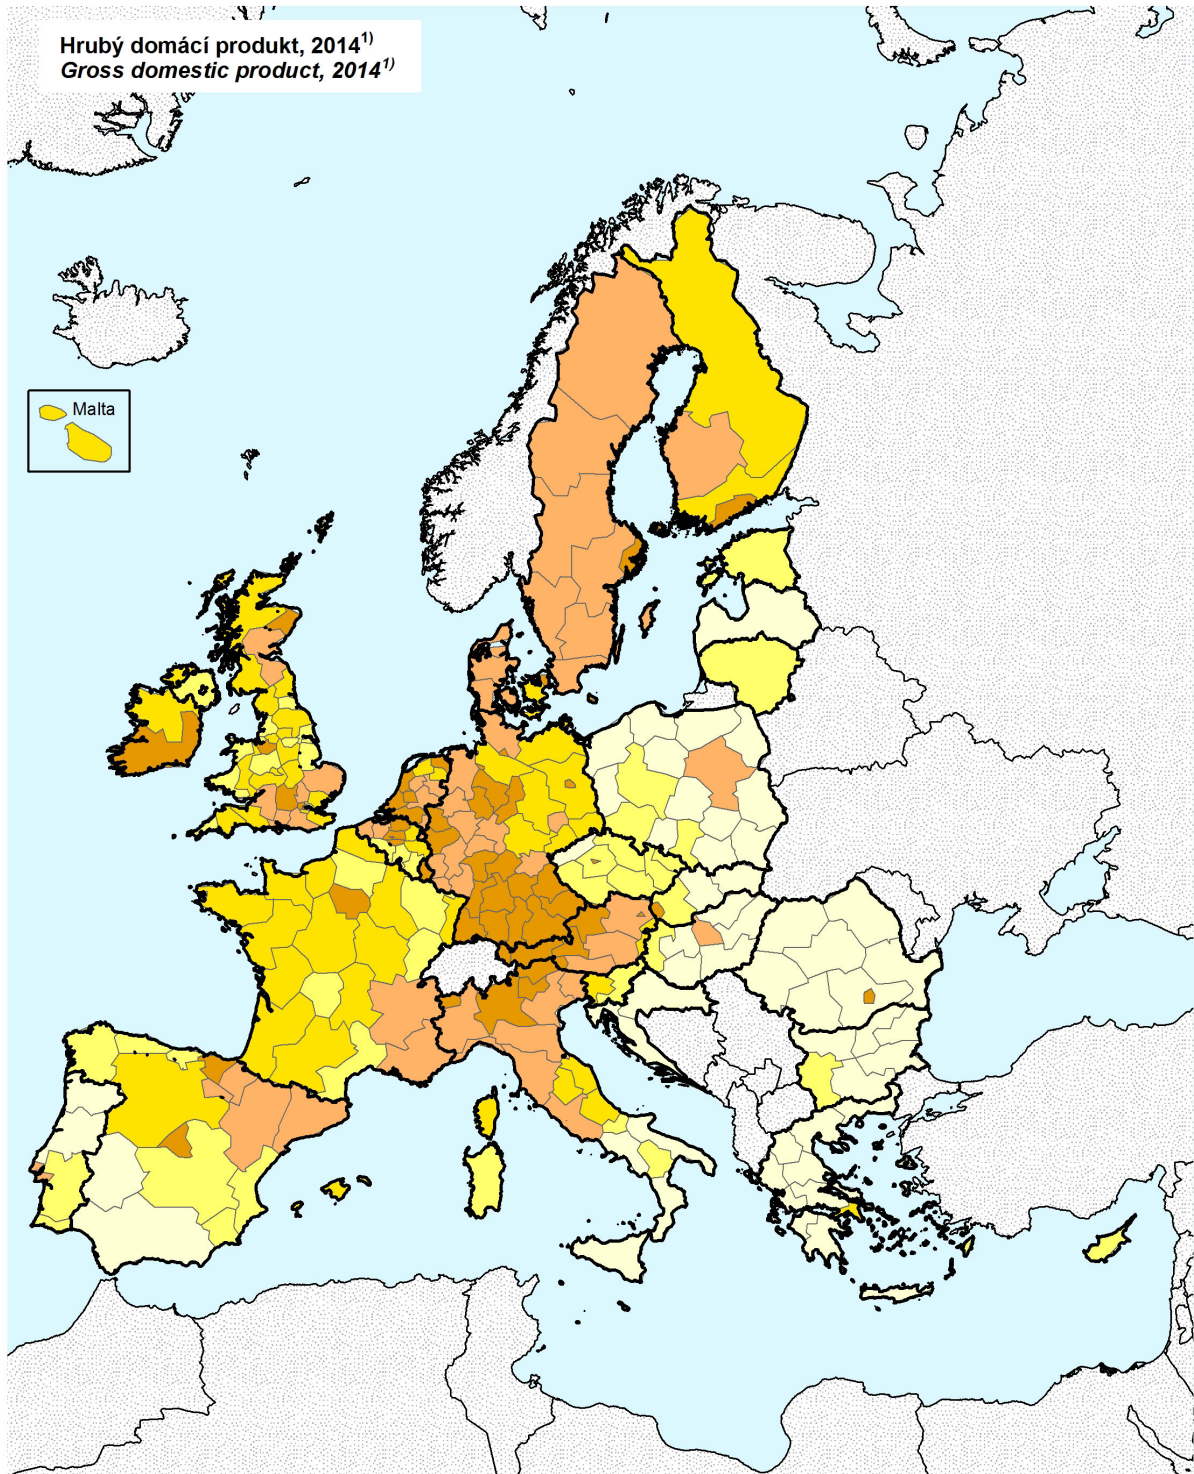 Hrubý domácí produkt, 2014¹⁾
Gross domestic product, 2014¹⁾
Malta